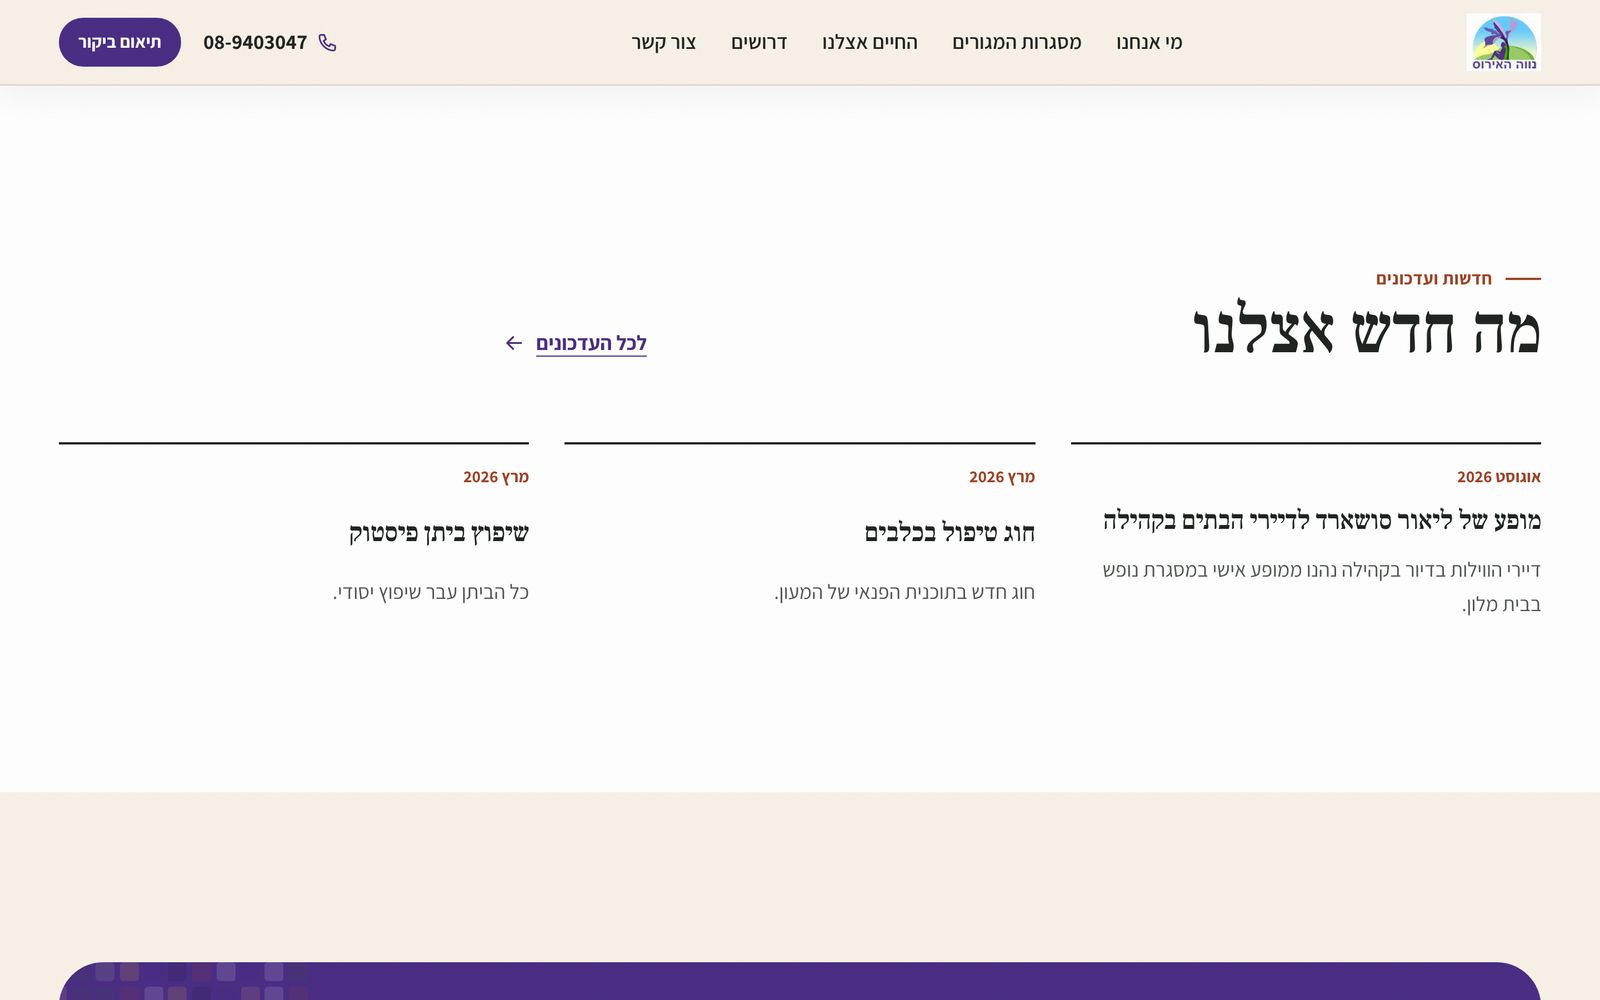 נווה האירוס
מי אנחנו
מסגרות המגורים
החיים אצלנו
דרושים
צור קשר
08-9403047
תיאום ביקור
חדשות ועדכונים
מה חדש אצלנו
לכל העדכונים
אוגוסט 2026
מופע של ליאור סושארד לדיירי הבתים בקהילה
דיירי הווילות בדיור בקהילה נהנו ממופע אישי במסגרת נופש
בבית מלון.
מרץ 2026
חוג טיפול בכלבים
חוג חדש בתוכנית הפנאי של המעון.
מרץ 2026
שיפוץ ביתן פיסטוק
כל הביתן עבר שיפוץ יסודי.